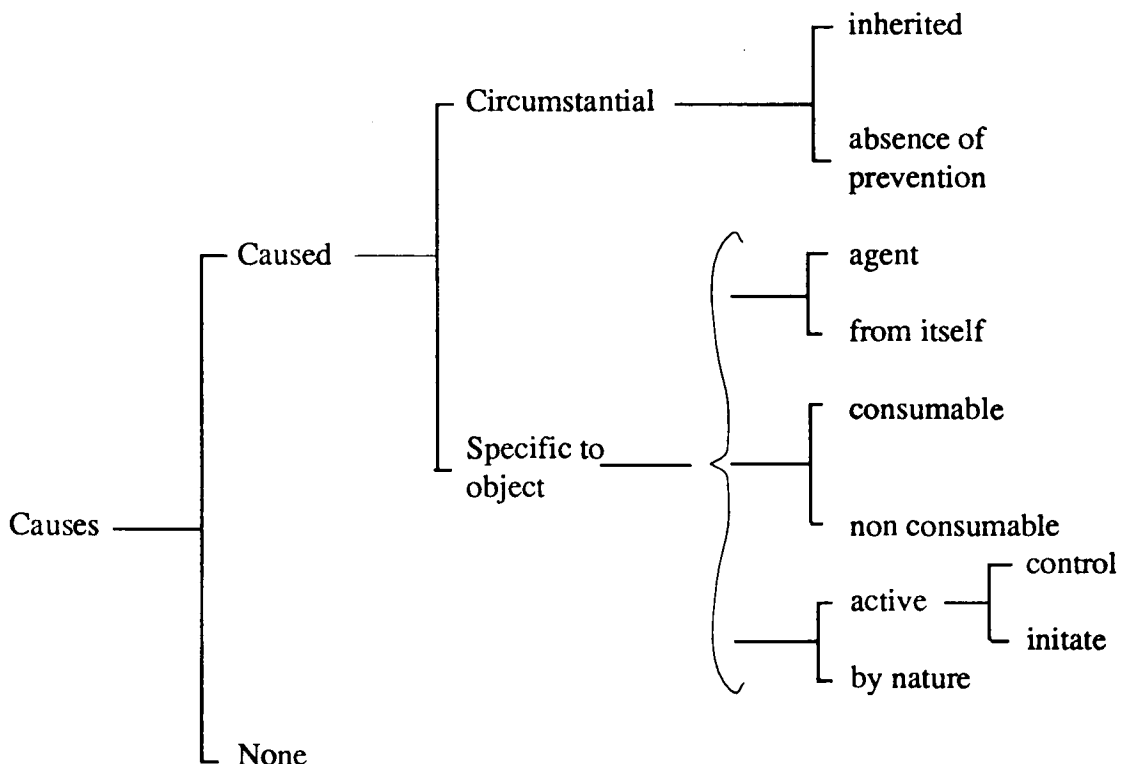 inherited
Circumstantial
absence of
prevention
Caused
agent
from itself
consumable
Specific to
object
Causes
non consumable
control
active
initate
by nature
None